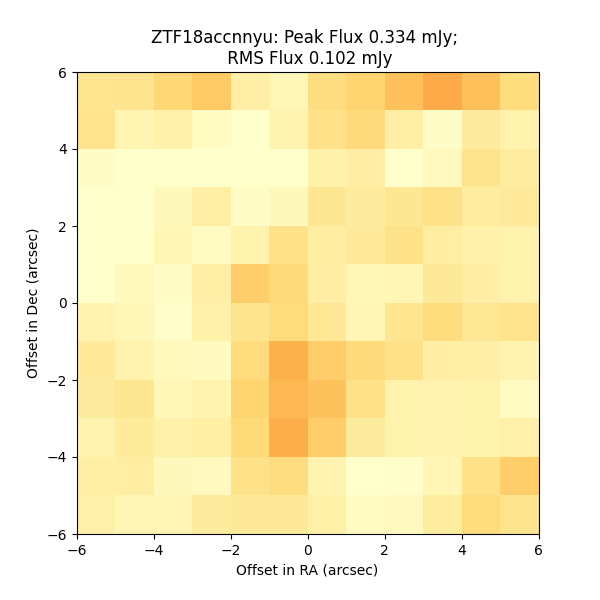 ZTF18accnnyu: Peak Flux 0.334 mJy;
RMS Flux 0.102 mJy
6
4
2
0
−2
−4
−6
Offset in Dec (arcsec)
−6 −4 −2 0 2 4 6
Offset in RA (arcsec)